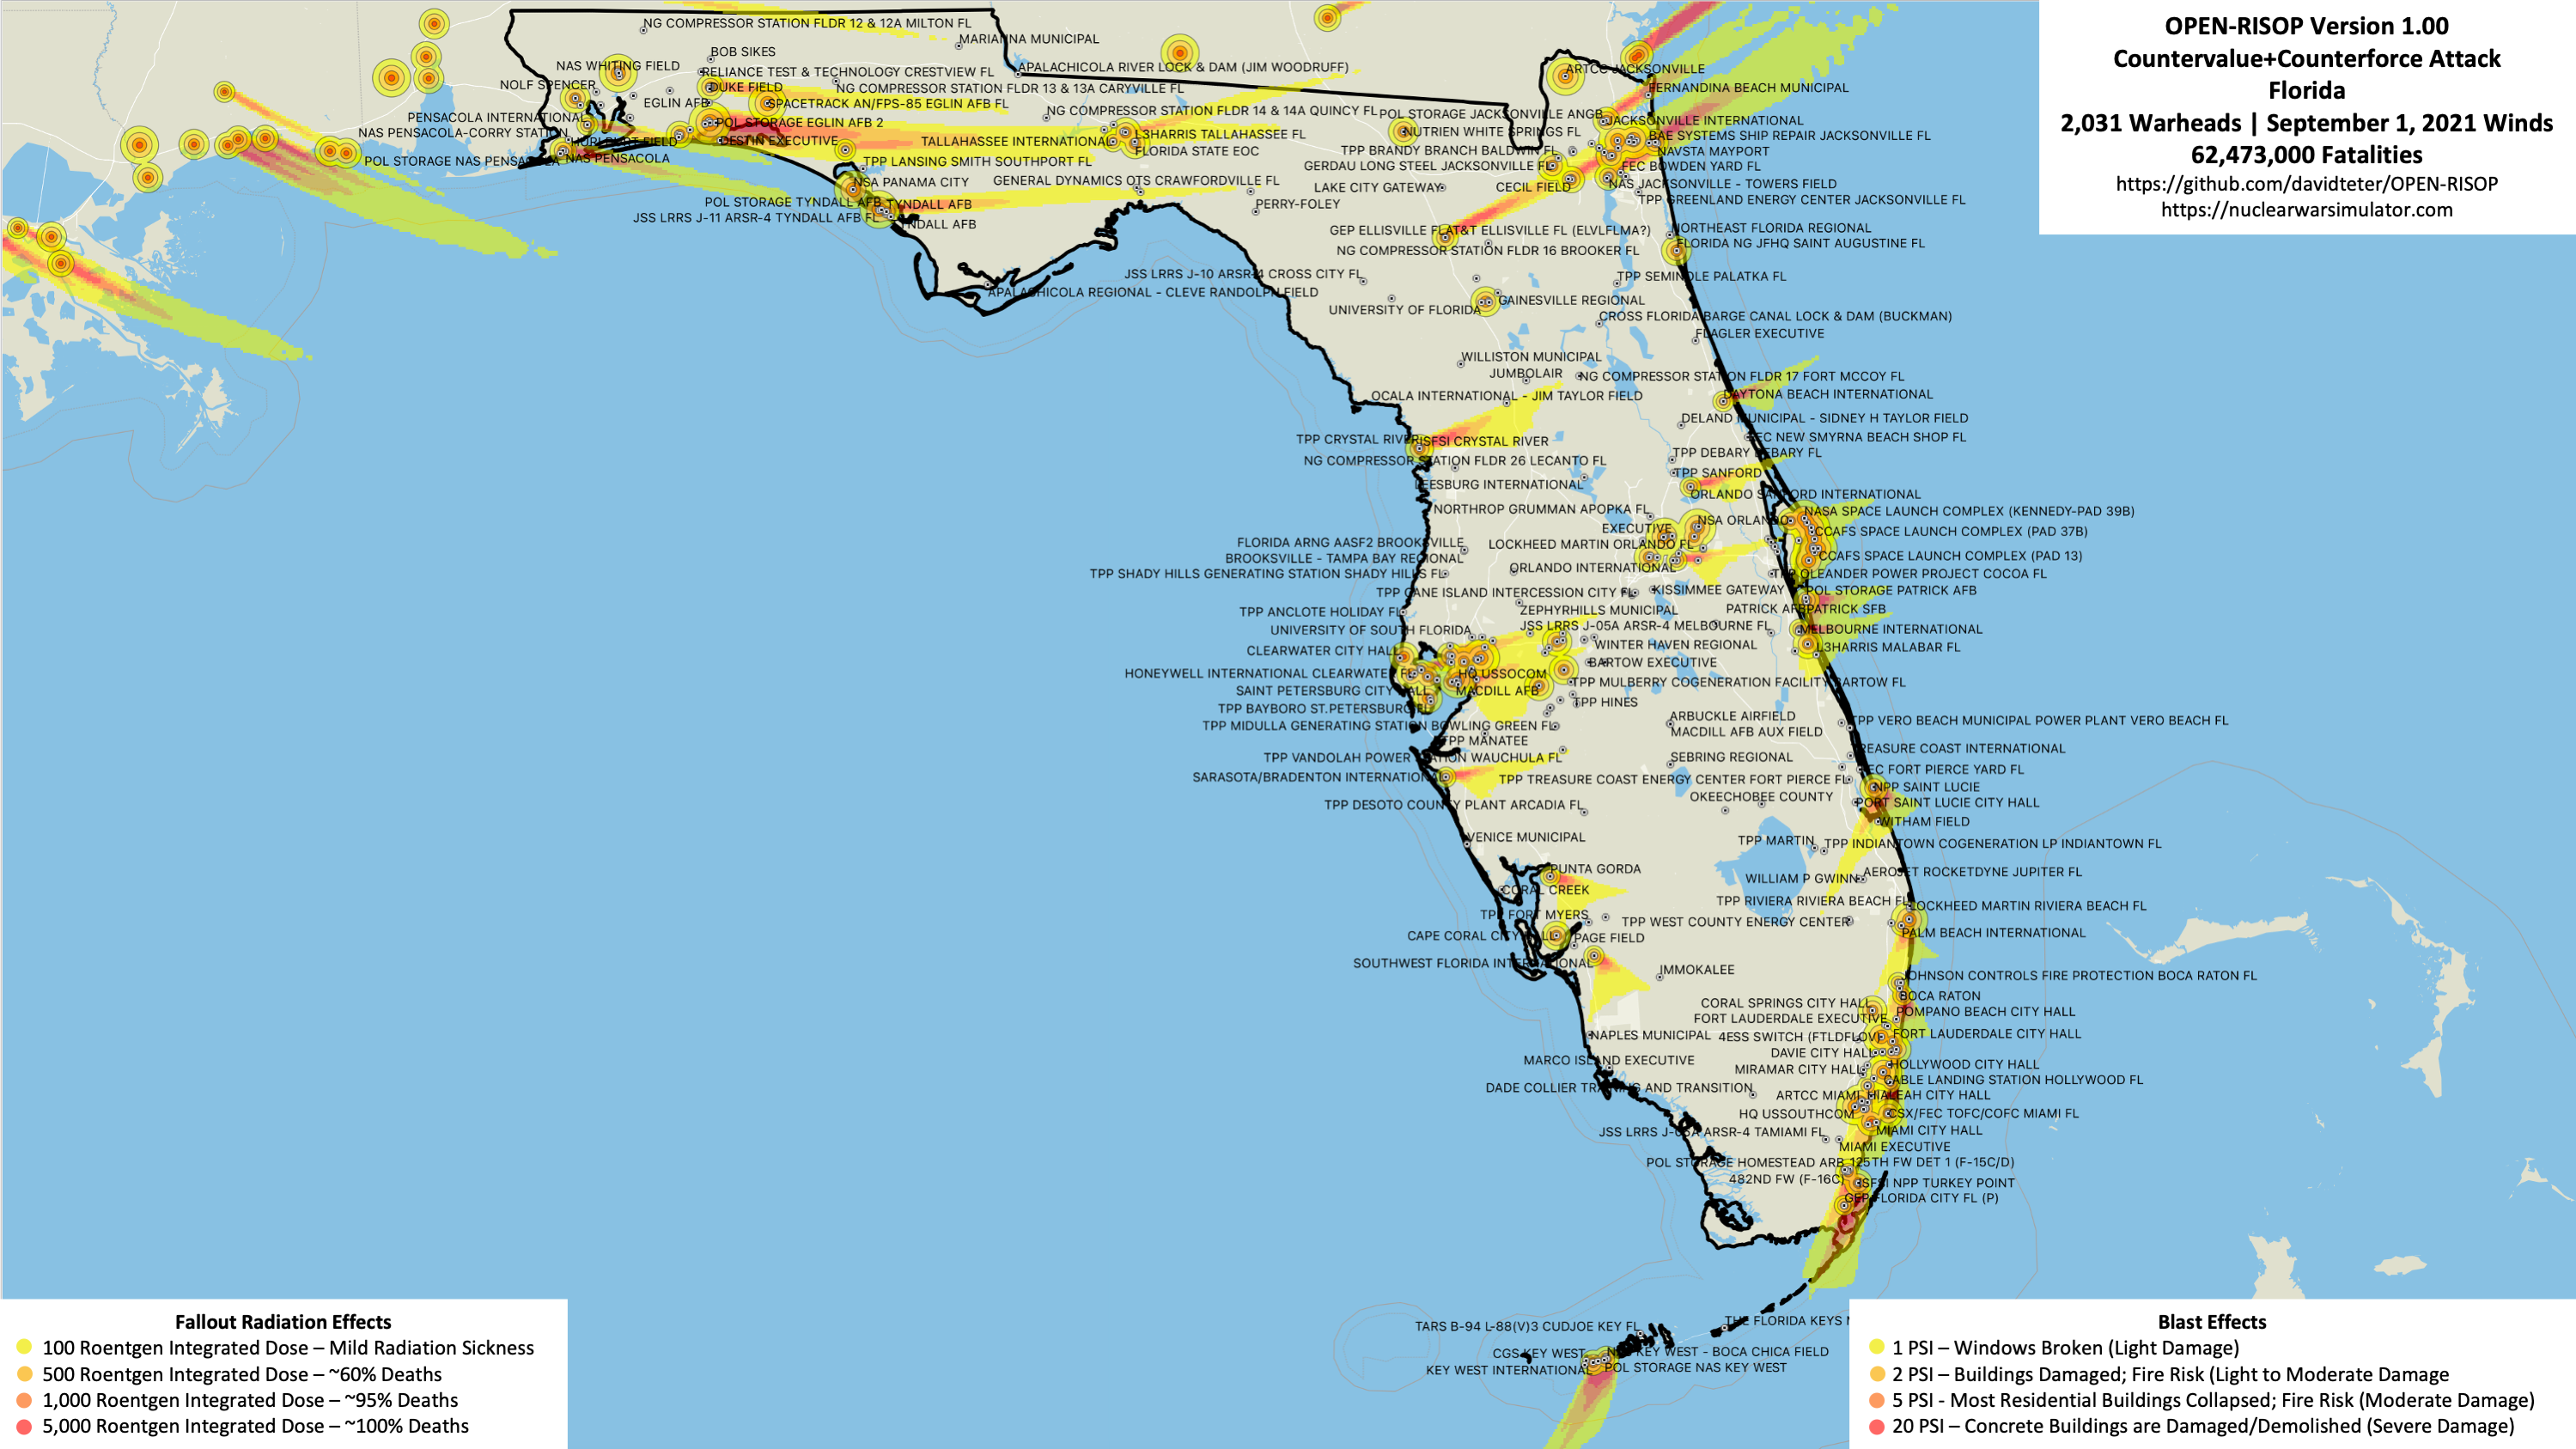 OPEN-RISOP Version 1.00
Countervalue+Counterforce Attack
Florida
2,031 Warheads | September 1, 2021 Winds
62,473,000 Fatalities
https://github.com/davidteter/OPEN-RISOP
https://nuclearwarsimulator.com
NG COMPRESSOR STATION FLDR 12 & 12A MILTON FL
MARIANNA MUNICIPAL
BOB SIKES
NAS WHITING FIELD
RELIANCE TEST & TECHNOLOGY CRESTVIEW FL
APALACHICOLA RIVER LOCK & DAM (JIM WOODRUFF)
ARTCC JACKSONVILLE
NOLF SPENCER
DUKE FIELD
NG COMPRESSOR STATION FLDR 13 & 13A CARYVILLE FL
FERNANDINA BEACH MUNICIPAL
EGLIN AFB
SPACETRACK AN/FPS-85 EGLIN AFB FL
NG COMPRESSOR STATION FLDR 14 & 14A QUINCY FL
POL STORAGE JACKSONVILLE ANGB
PENSACOLA INTERNATIONAL
POL STORAGE EGLIN AFB 2
JACKSONVILLE INTERNATIONAL
NAS PENSACOLA-CORRY STATION
L3HARRIS TALLAHASSEE FL
NUTRIEN WHITE SPRINGS FL
BAE SYSTEMS SHIP REPAIR JACKSONVILLE FL
HURLBURT FIELD
DESTIN EXECUTIVE
TALLAHASSEE INTERNATIONAL
FLORIDA STATE EOC
TPP BRANDY BRANCH BALDWIN FL
NAVSTA MAYPORT
POL STORAGE NAS PENSACOLA
NAS PENSACOLA
TPP LANSING SMITH SOUTHPORT FL
GERDAU LONG STEEL JACKSONVILLE FL
FEC BOWDEN YARD FL
NSA PANAMA CITY
GENERAL DYNAMICS OTS CRAWFORDVILLE FL
LAKE CITY GATEWAY
CECIL FIELD
NAS JACKSONVILLE - TOWERS FIELD
POL STORAGE TYNDALL AFB
TYNDALL AFB
PERRY-FOLEY
TPP GREENLAND ENERGY CENTER JACKSONVILLE FL
JSS LRRS J-11 ARSR-4 TYNDALL AFB FL
TYNDALL AFB
GEP ELLISVILLE FL
AT&T ELLISVILLE FL (ELVLFLMA?)
NORTHEAST FLORIDA REGIONAL
NG COMPRESSOR STATION FLDR 16 BROOKER FL
FLORIDA NG JFHQ SAINT AUGUSTINE FL
JSS LRRS J-10 ARSR-4 CROSS CITY FL
TPP SEMINOLE PALATKA FL
APALACHICOLA REGIONAL - CLEVE RANDOLPH FIELD
UNIVERSITY OF FLORIDA
GAINESVILLE REGIONAL
CROSS FLORIDA BARGE CANAL LOCK & DAM (BUCKMAN)
FLAGLER EXECUTIVE
WILLISTON MUNICIPAL
JUMBOLAIR
NG COMPRESSOR STATION FLDR 17 FORT MCCOY FL
OCALA INTERNATIONAL - JIM TAYLOR FIELD
DAYTONA BEACH INTERNATIONAL
DELAND MUNICIPAL - SIDNEY H TAYLOR FIELD
TPP CRYSTAL RIVER
ISFSI CRYSTAL RIVER
FEC NEW SMYRNA BEACH SHOP FL
NG COMPRESSOR STATION FLDR 26 LECANTO FL
TPP DEBARY DEBARY FL
TPP SANFORD
LEESBURG INTERNATIONAL
ORLANDO SANFORD INTERNATIONAL
NORTHROP GRUMMAN APOPKA FL
NASA SPACE LAUNCH COMPLEX (KENNEDY-PAD 39B)
EXECUTIVE
NSA ORLANDO
CCAFS SPACE LAUNCH COMPLEX (PAD 37B)
FLORIDA ARNG AASF2 BROOKSVILLE
LOCKHEED MARTIN ORLANDO FL
BROOKSVILLE - TAMPA BAY REGIONAL
CCAFS SPACE LAUNCH COMPLEX (PAD 13)
TPP SHADY HILLS GENERATING STATION SHADY HILLS FL
ORLANDO INTERNATIONAL
TPP OLEANDER POWER PROJECT COCOA FL
TPP CANE ISLAND INTERCESSION CITY FL
KISSIMMEE GATEWAY
POL STORAGE PATRICK AFB
TPP ANCLOTE HOLIDAY FL
ZEPHYRHILLS MUNICIPAL
PATRICK AFB
PATRICK SFB
UNIVERSITY OF SOUTH FLORIDA
JSS LRRS J-05A ARSR-4 MELBOURNE FL
MELBOURNE INTERNATIONAL
CLEARWATER CITY HALL
WINTER HAVEN REGIONAL
L3HARRIS MALABAR FL
HONEYWELL INTERNATIONAL CLEARWATER FL
HQ USSOCOM
BARTOW EXECUTIVE
SAINT PETERSBURG CITY HALL
MACDILL AFB
TPP MULBERRY COGENERATION FACILITY BARTOW FL
TPP BAYBORO ST.PETERSBURG FL
TPP HINES
TPP MIDULLA GENERATING STATION BOWLING GREEN FL
ARBUCKLE AIRFIELD
TPP VERO BEACH MUNICIPAL POWER PLANT VERO BEACH FL
TPP MANATEE
MACDILL AFB AUX FIELD
TPP VANDOLAH POWER STATION WAUCHULA FL
SEBRING REGIONAL
TREASURE COAST INTERNATIONAL
SARASOTA/BRADENTON INTERNATIONAL
TPP TREASURE COAST ENERGY CENTER FORT PIERCE FL
FEC FORT PIERCE YARD FL
NPP SAINT LUCIE
TPP DESOTO COUNTY PLANT ARCADIA FL
OKEECHOBEE COUNTY
PORT SAINT LUCIE CITY HALL
WITHAM FIELD
VENICE MUNICIPAL
TPP MARTIN
TPP INDIANTOWN COGENERATION LP INDIANTOWN FL
PUNTA GORDA
WILLIAM P GWINN
AEROJET ROCKETDYNE JUPITER FL
CORAL CREEK
TPP RIVIERA RIVIERA BEACH FL
LOCKHEED MARTIN RIVIERA BEACH FL
TPP FORT MYERS
TPP WEST COUNTY ENERGY CENTER
CAPE CORAL CITY HALL
PAGE FIELD
PALM BEACH INTERNATIONAL
SOUTHWEST FLORIDA INTERNATIONAL
IMMOKALEE
JOHNSON CONTROLS FIRE PROTECTION BOCA RATON FL
BOCA RATON
CORAL SPRINGS CITY HALL
POMPANO BEACH CITY HALL
FORT LAUDERDALE EXECUTIVE
NAPLES MUNICIPAL
4ESS SWITCH (FTLDFLOV)
FORT LAUDERDALE CITY HALL
DAVIE CITY HALL
MARCO ISLAND EXECUTIVE
MIRAMAR CITY HALL
HOLLYWOOD CITY HALL
CABLE LANDING STATION HOLLYWOOD FL
DADE COLLIER TRAINING AND TRANSITION
ARTCC MIAMI
HIALEAH CITY HALL
HQ USSOUTHCOM
CSX/FEC TOFC/COFC MIAMI FL
JSS LRRS J-05A ARSR-4 TAMIAMI FL
MIAMI CITY HALL
MIAMI EXECUTIVE
POL STORAGE HOMESTEAD ARB
125TH FW DET 1 (F-15C/D)
482ND FW (F-16C)
ISFSI NPP TURKEY POINT
GEP FLORIDA CITY FL (P)
TARS B-94 L-88(V)3 CUDJOE KEY FL
THE FLORIDA KEYS
CGS KEY WEST
NAS KEY WEST - BOCA CHICA FIELD
KEY WEST INTERNATIONAL
POL STORAGE NAS KEY WEST
Fallout Radiation Effects
100 Roentgen Integrated Dose – Mild Radiation Sickness
500 Roentgen Integrated Dose – ~60% Deaths
1,000 Roentgen Integrated Dose – ~95% Deaths
5,000 Roentgen Integrated Dose – ~100% Deaths
Blast Effects
1 PSI – Windows Broken (Light Damage)
2 PSI – Buildings Damaged; Fire Risk (Light to Moderate Damage
5 PSI - Most Residential Buildings Collapsed; Fire Risk (Moderate Damage)
20 PSI – Concrete Buildings are Damaged/Demolished (Severe Damage)